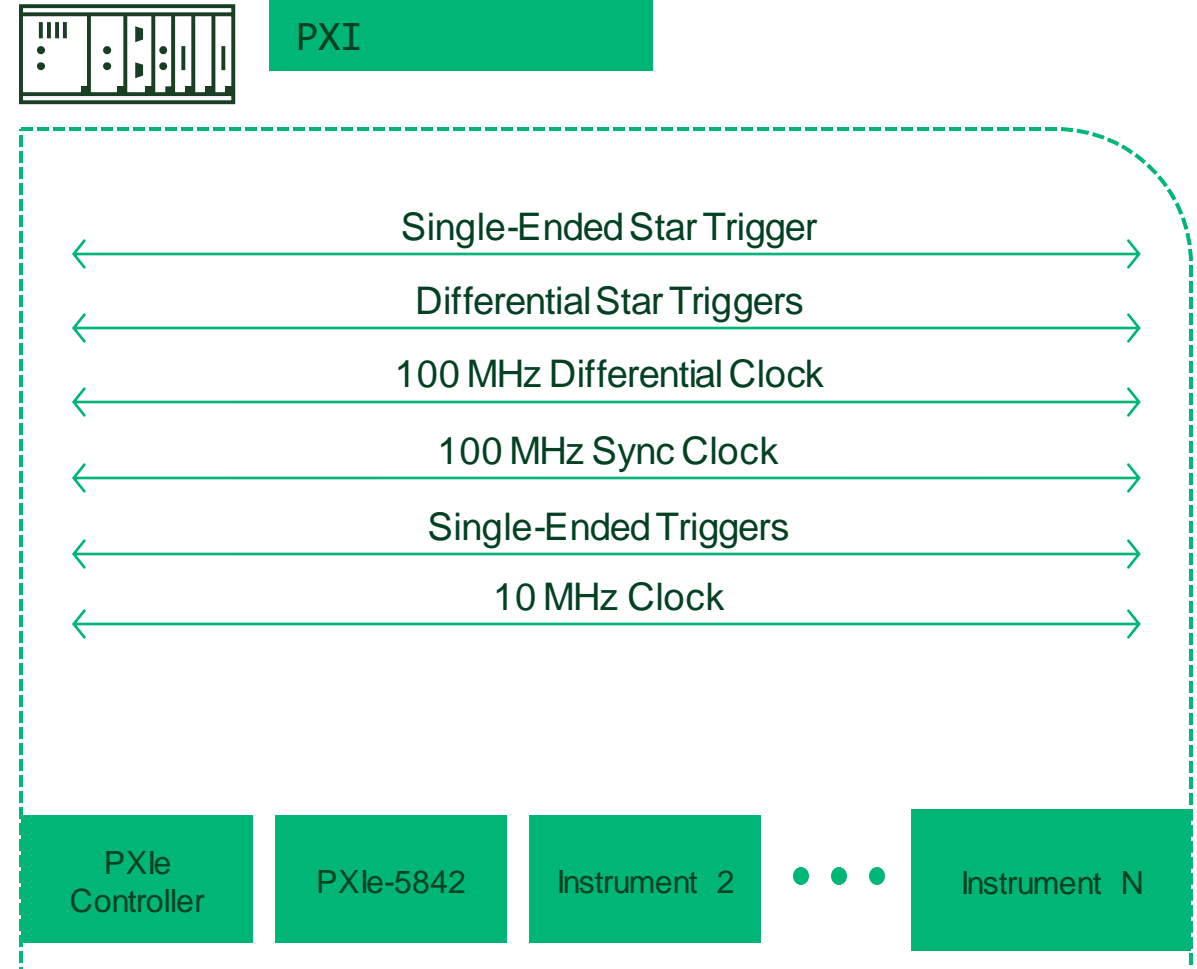 PXI
Single-Ended Star Trigger
Differential Star Triggers
100 MHz Differential Clock
100 MHz Sync Clock
Single-Ended Triggers
10 MHz Clock
PXIe
Controller
PXIe-5842
Instrument 2
Instrument N